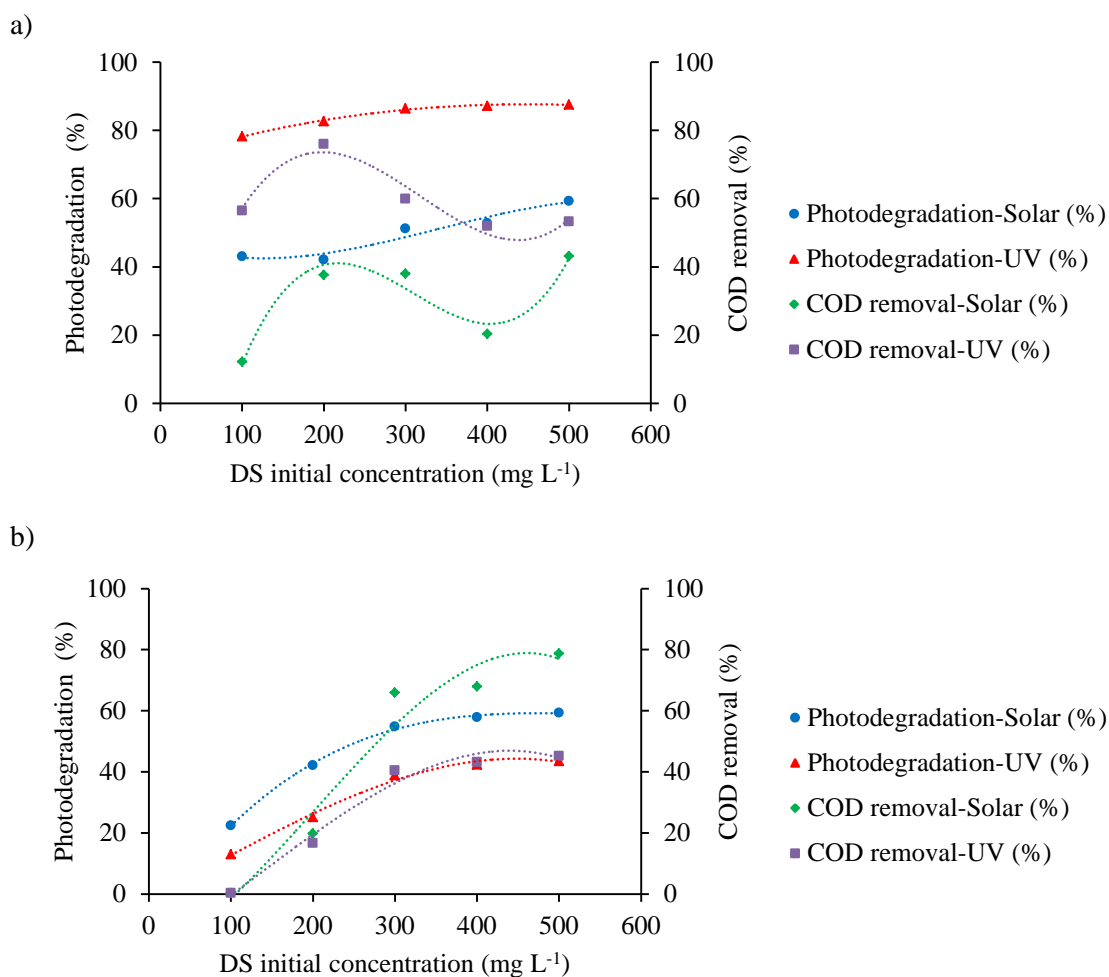 a)
100
80
60
40
20
0
Photodegradation (%)
100
80
60
40
20
0
COD removal (%)
0 100 200 300 400 500 600
DS initial concentration (mg L-1)
Photodegradation-Solar (%)
Photodegradation-UV (%)
COD removal-Solar (%)
COD removal-UV (%)
b)
100
80
60
40
20
0
Photodegradation (%)
100
80
60
40
20
0
COD removal (%)
0 100 200 300 400 500 600
DS initial concentration (mg L-1)
Photodegradation-Solar (%)
Photodegradation-UV (%)
COD removal-Solar (%)
COD removal-UV (%)